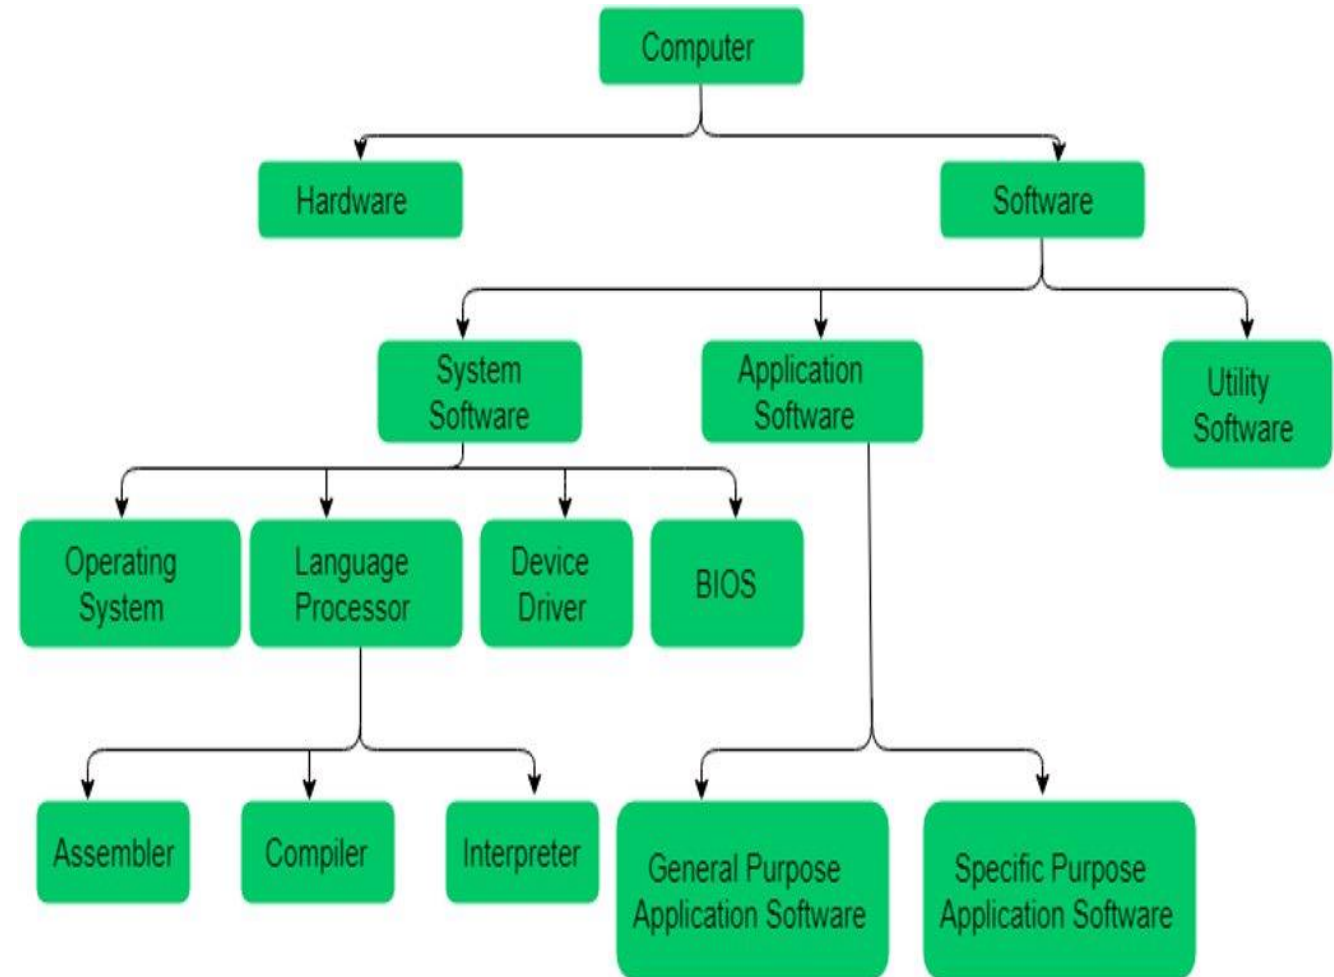 Computer
Hardware
Software
System
Software
Application
Software
Utility
Software
Operating
System
Language
Processor
Device
Driver
BIOS
Assembler
Compiler
Interpreter
General Purpose
Application Software
Specific Purpose
Application Software